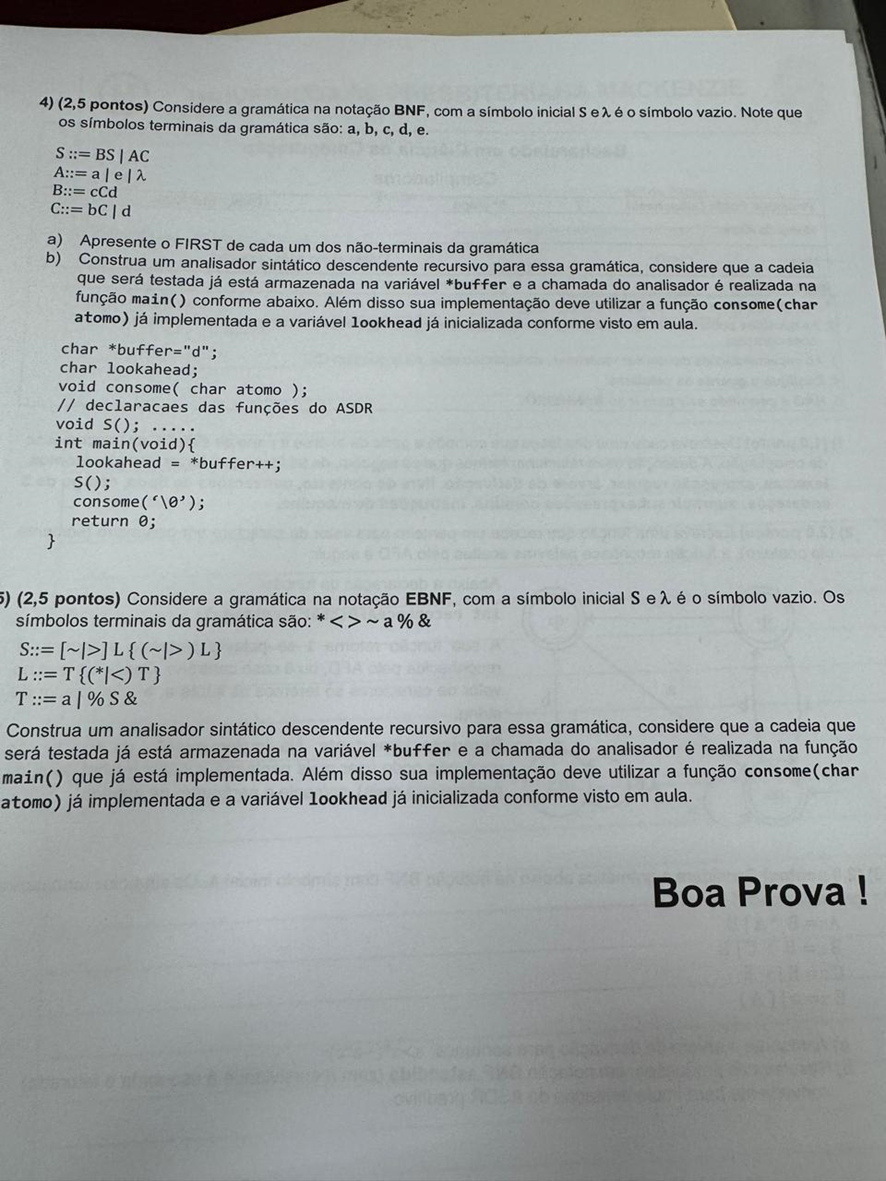 4) (2,5 pontos) Considere a gramática na notação BNF, com a símbolo inicial S e λ é o símbolo vazio. Note que
os símbolos terminais da gramática são: a, b, c, d, e.
S ::= BS | AC
A::= a | e | λ
B::= cCd
C::= bC | d
a) Apresente o FIRST de cada um dos não-terminais da gramática
b) Construa um analisador sintático descendente recursivo para essa gramática, considere que a cadeia
que será testada já está armazenada na variável *buffer e a chamada do analisador é realizada na
função main() conforme abaixo. Além disso sua implementação deve utilizar a função consome(char
atomo) já implementada e a variável lookhead já inicializada conforme visto em aula.
char *buffer="d";
char lookahead;
void consome( char atomo );
// declaracaes das funções do ASDR
void S(); .....
int main(void){
lookahead = *buffer++;
S();
consome(‘\0’);
return 0;
}
5) (2,5 pontos) Considere a gramática na notação EBNF, com a símbolo inicial S e λ é o símbolo vazio. Os
símbolos terminais da gramática são: * < > ~ a % &
S::= [~|>] L { (~|> ) L}
L ::= T {(*|<) T}
T ::= a | % S &
Construa um analisador sintático descendente recursivo para essa gramática, considere que a cadeia que
será testada já está armazenada na variável *buffer e a chamada do analisador é realizada na função
main() que já está implementada. Além disso sua implementação deve utilizar a função consome(char
atomo) já implementada e a variável lookhead já inicializada conforme visto em aula.
Boa Prova !